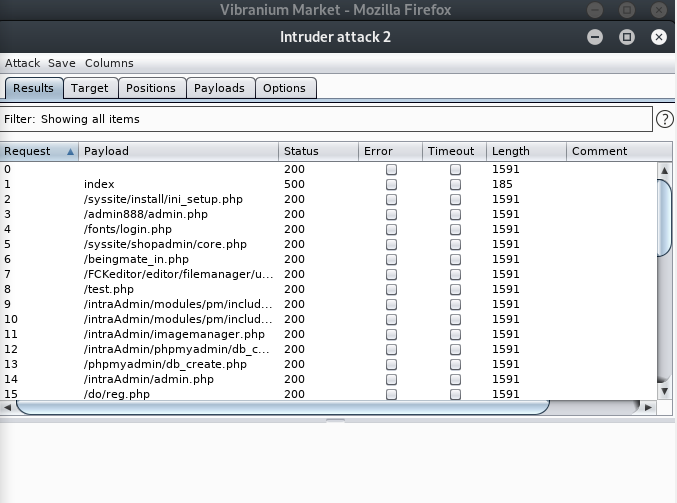 Vibranium Market - Mozilla Firefox
Intruder attack 2
Attack Save Columns
Results Target Positions Payloads Options
Filter: Showing all items ?
Request Payload Status Error Timeout Length Comment
0 200 1591
1 index 500 185
2 /syssite/install/ini_setup.php 200 1591
3 /admin888/admin.php 200 1591
4 /fonts/login.php 200 1591
5 /syssite/shopadmin/core.php 200 1591
6 /beingmate_in.php 200 1591
7 /FCKeditor/editor/filemanager/u... 200 1591
8 /test.php 200 1591
9 /intraAdmin/modules/pm/includ... 200 1591
10 /intraAdmin/modules/pm/includ... 200 1591
11 /intraAdmin/imagemanager.php 200 1591
12 /intraAdmin/phpmyadmin/db_c... 200 1591
13 /phpmyadmin/db_create.php 200 1591
14 /intraAdmin/admin.php 200 1591
15 /do/reg.php 200 1591